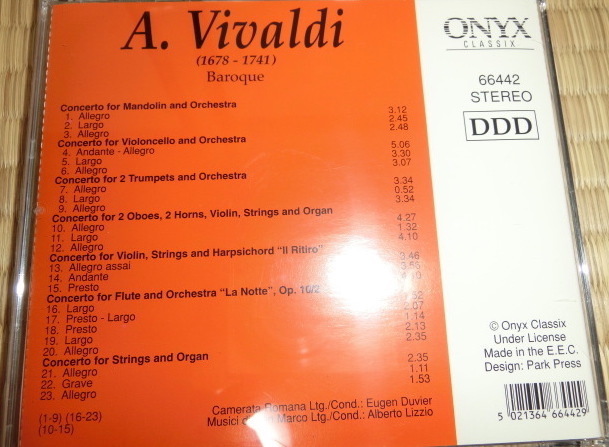 A. Vivaldi
(1678 - 1741)
Baroque
Concerto for Mandolin and Orchestra
1. Allegro 3.12
2. Largo 2.45
3. Allegro 2.48
Concerto for Violoncello and Orchestra
4. Andante - Allegro 5.06
5. Largo 3.30
6. Allegro 3.07
Concerto for 2 Trumpets and Orchestra
7. Allegro 3.34
8. Largo 0.52
9. Allegro 3.34
Concerto for 2 Oboes, 2 Horns, Violin, Strings and Organ
10. Allegro 4.27
11. Largo 1.32
12. Allegro 4.10
Concerto for Violin, Strings and Harpsichord "Il Ritiro"
13. Allegro assai 3.46
14. Andante
15. Presto
Concerto for Flute and Orchestra "La Notte", Op. 10/2
16. Largo
17. Presto - Largo
18. Presto 1.14
19. Largo 2.13
20. Allegro 2.35
Concerto for Strings and Organ
21. Allegro 2.35
22. Grave 1.11
23. Allegro 1.53
(1-9) (16-23) Camerata Romana Ltg./Cond.: Eugen Duvier
(10-15) Musici Marco Ltg./Cond.: Alberto Lizzio
ONYX
CLASSIX
66442
STEREO
DDD
© Onyx Classix
Under License
Made in the E.E.C.
Design: Park Press
5 021364 664429